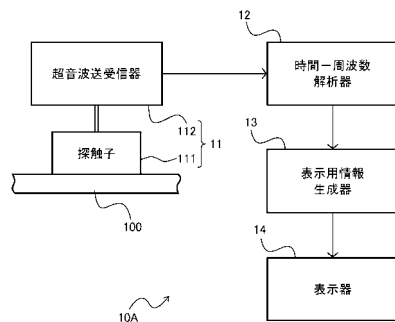 12
超音波送受信器
時間－周波数
解析器
112
11
探触子
111
13
表示用情報
生成器
100
14
表示器
10A